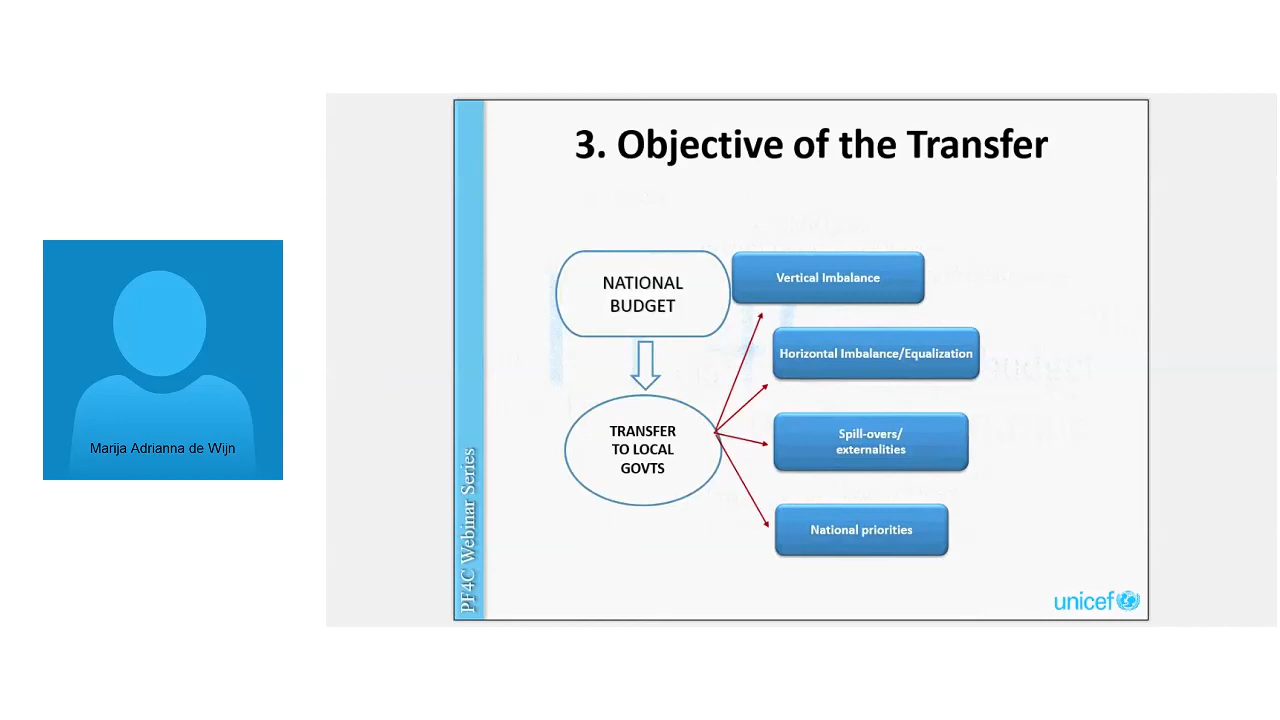 3. Objective of the Transfer
NATIONAL
BUDGET
Vertical Imbalance
Horizontal Imbalance/Equalization
TRANSFER
TO LOCAL
GOVTS
Spill-overs/
externalities
National priorities
PF4C Webinar Series
unicef
Marija Adrianna de Wijn